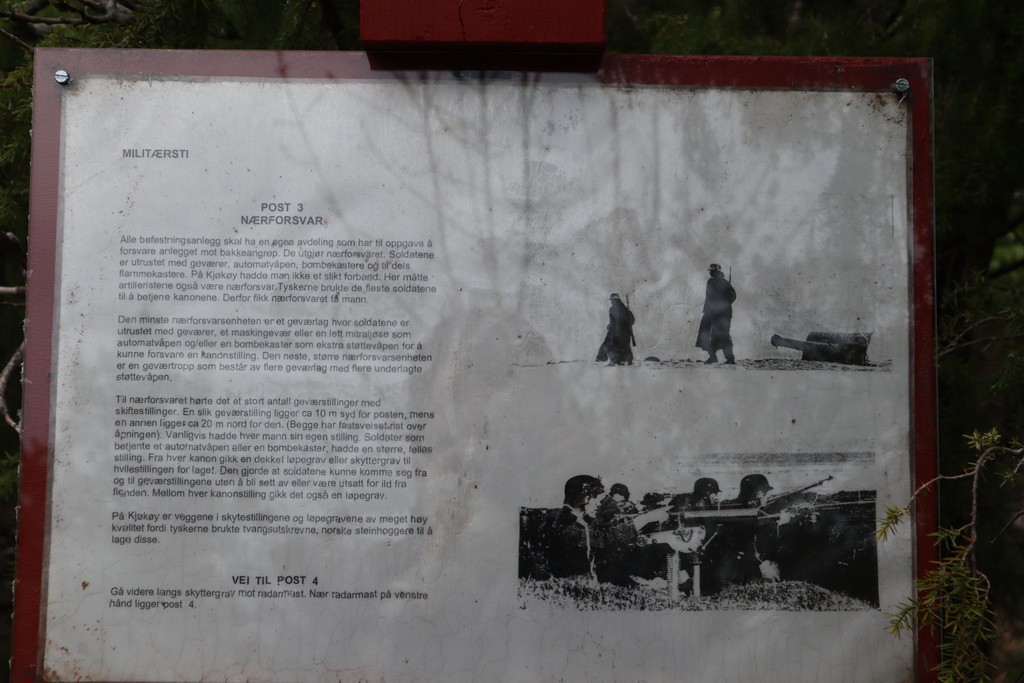 MILITÆRSTI
POST 3
NÆRFORSVAR
Alle befestningsanlegg skal ha en egen avdeling som har til oppgave å
forsvare anlegget mot bakkeangrep. De utgjør nærforsvaret. Soldatene
er utrustet med geværer, automatvåpen, bombekastere og til dels
flammekastere. På Kjøkøy hadde man ikke et slikt forband. Her måtte
artilleristene også være nærforsvar. Tyskerne brukte de fleste soldatene
til å betjene kanonene. Derfor fikk nærforsvaret få mann.
Den minste nærforsvarsenheten er et geværlag hvor soldatene er
utrustet med geværer, et maskingevær eller en lett mitraljøse som
automatvåpen og/eller en bombekaster som ekstra støttevåpen for å
kunne forsvare en kanonstilling. Den neste, større nærforsvarsenheten
er en geværtropp som består av flere geværlag med flere underlagte
støttevåpen.
Til nærforsvaret hørte det et stort antall geværstillinger med
skiftestillinger. En slik geværstilling ligger ca 10 m syd for posten, mens
en annen ligger ca 20 m nord for den. (Begge har fastsveiset rist over
åpningen). Vanligvis hadde hver mann sin egen stilling. Soldater som
betjente et automatvåpen eller en bombekaster, hadde en større, felles
stilling. Fra hver kanon gikk en dekket løpegrav eller skyttergrav til
hvilestillingen for laget. Den gjorde at soldatene kunne komme seg fra
og til geværstillingene uten å bli sett av eller være utsatt for ild fra
fienden. Mellom hver kanonstilling gikk det også en løpegrav.
På Kjøkøy er veggene i skytestillingene og løpegravene av meget høy
kvalitet fordi tyskerne brukte tvangsutskrevne, norske steinhoggere til å
lage disse.
VEI TIL POST 4
Gå videre langs skyttergrav mot radarmast. Nær radarmast på venstre
hånd ligger post 4.